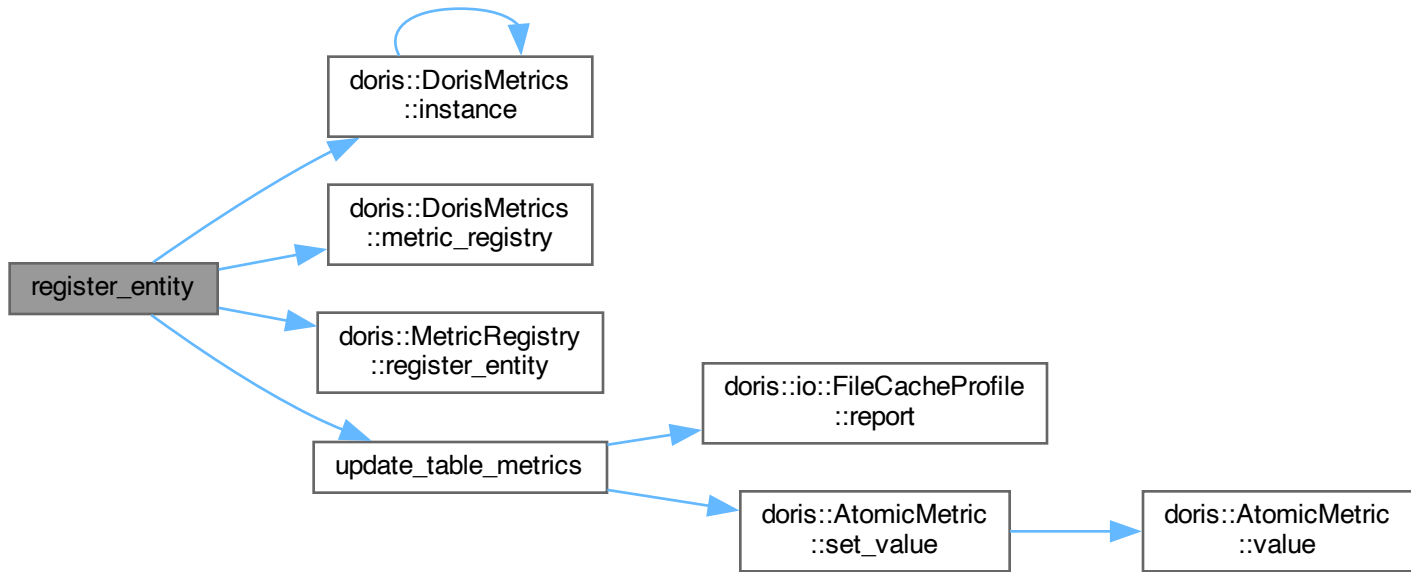 doris::DorisMetrics
::instance
doris::DorisMetrics
::metric_registry
register_entity
doris::MetricRegistry
::register_entity
update_table_metrics
doris::io::FileCacheProfile
::report
doris::AtomicMetric
::set_value
doris::AtomicMetric
::value